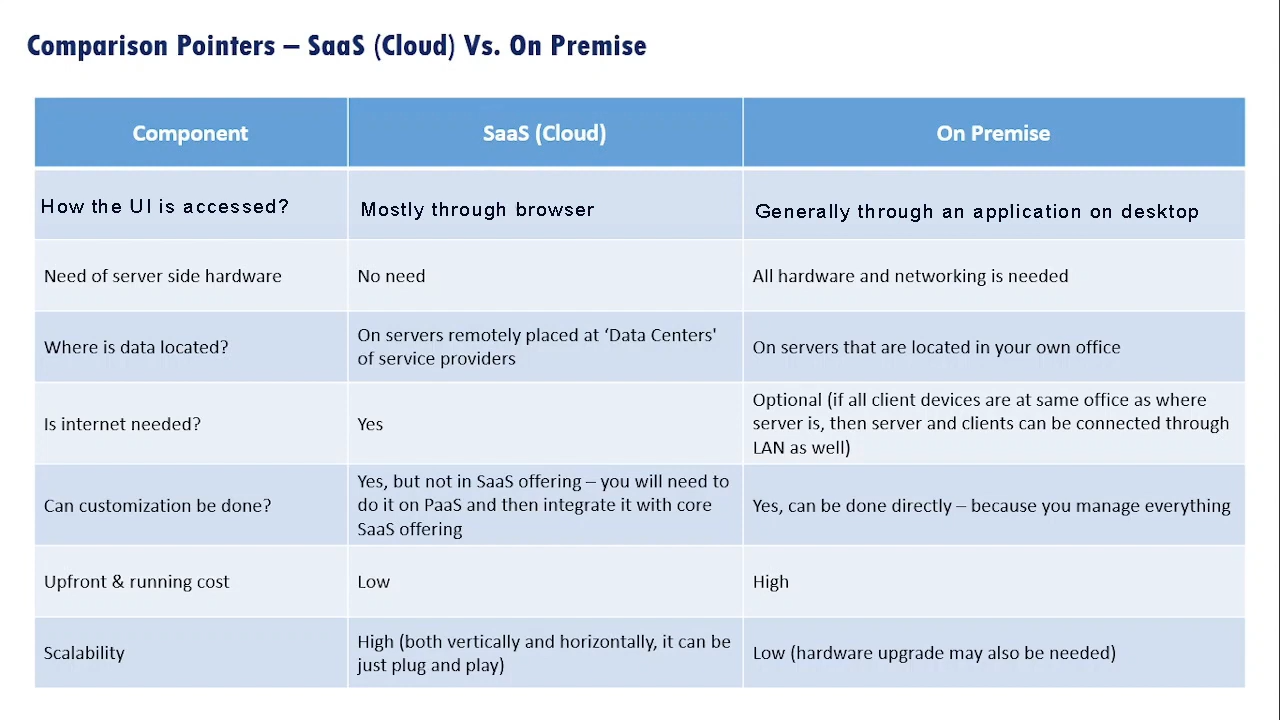 Comparison Pointers – SaaS (Cloud) Vs. On Premise
Component
SaaS (Cloud)
On Premise
How the UI is accessed?
Mostly through browser
Generally through an application on desktop
Need of server side hardware
No need
All hardware and networking is needed
Where is data located?
On servers remotely placed at ‘Data Centers'
of service providers
On servers that are located in your own office
Is internet needed?
Yes
Optional (if all client devices are at same office as where
server is, then server and clients can be connected through
LAN as well)
Can customization be done?
Yes, but not in SaaS offering – you will need to
do it on PaaS and then integrate it with core
SaaS offering
Yes, can be done directly – because you manage everything
Upfront & running cost
Low
High
Scalability
High (both vertically and horizontally, it can be
just plug and play)
Low (hardware upgrade may also be needed)